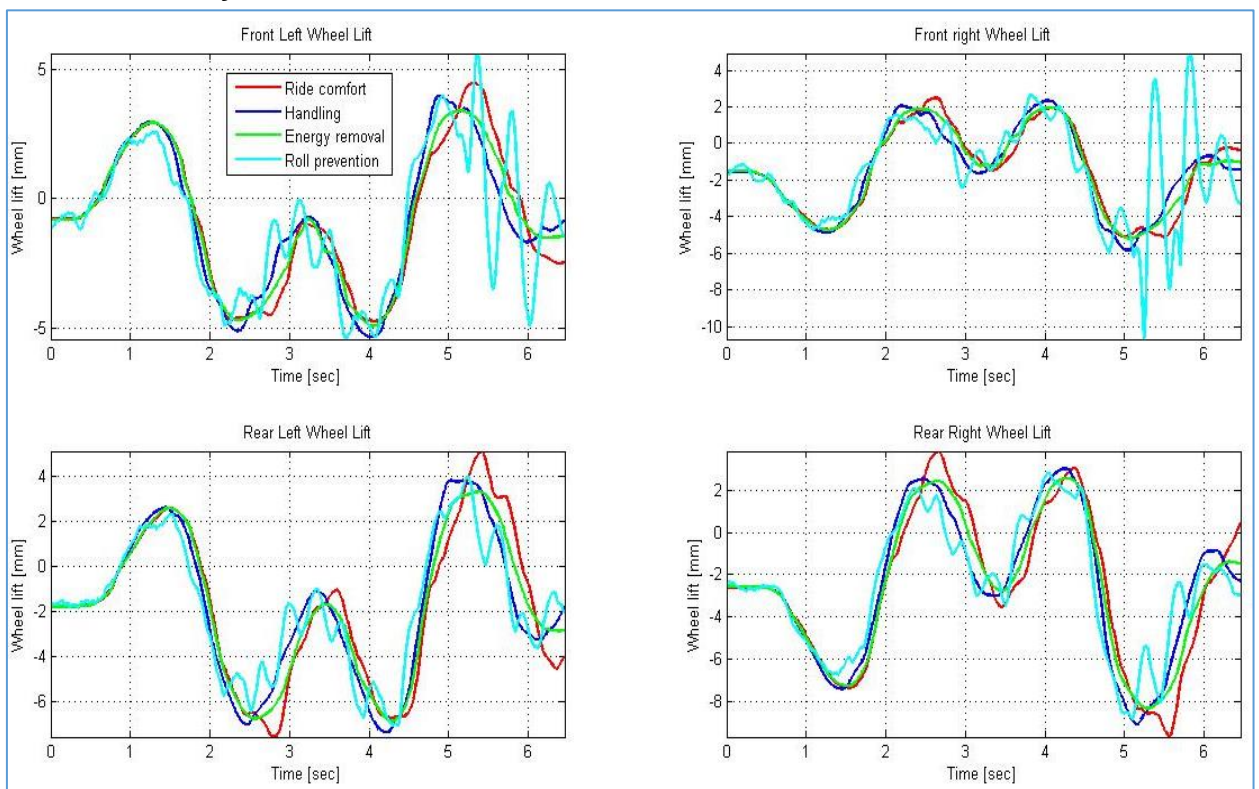 Front Left Wheel Lift
Wheel lift [mm]
5
0
-5
Ride comfort
Handling
Energy removal
Roll prevention
0 1 2 3 4 5 6
Time [sec]
Front right Wheel Lift
Wheel lift [mm]
4
2
0
-2
-4
-6
-8
-10
0 1 2 3 4 5 6
Time [sec]
Rear Left Wheel Lift
Wheel lift [mm]
4
2
0
-2
-4
-6
0 1 2 3 4 5 6
Time [sec]
Rear Right Wheel Lift
Wheel lift [mm]
2
0
-2
-4
-6
-8
0 1 2 3 4 5 6
Time [sec]